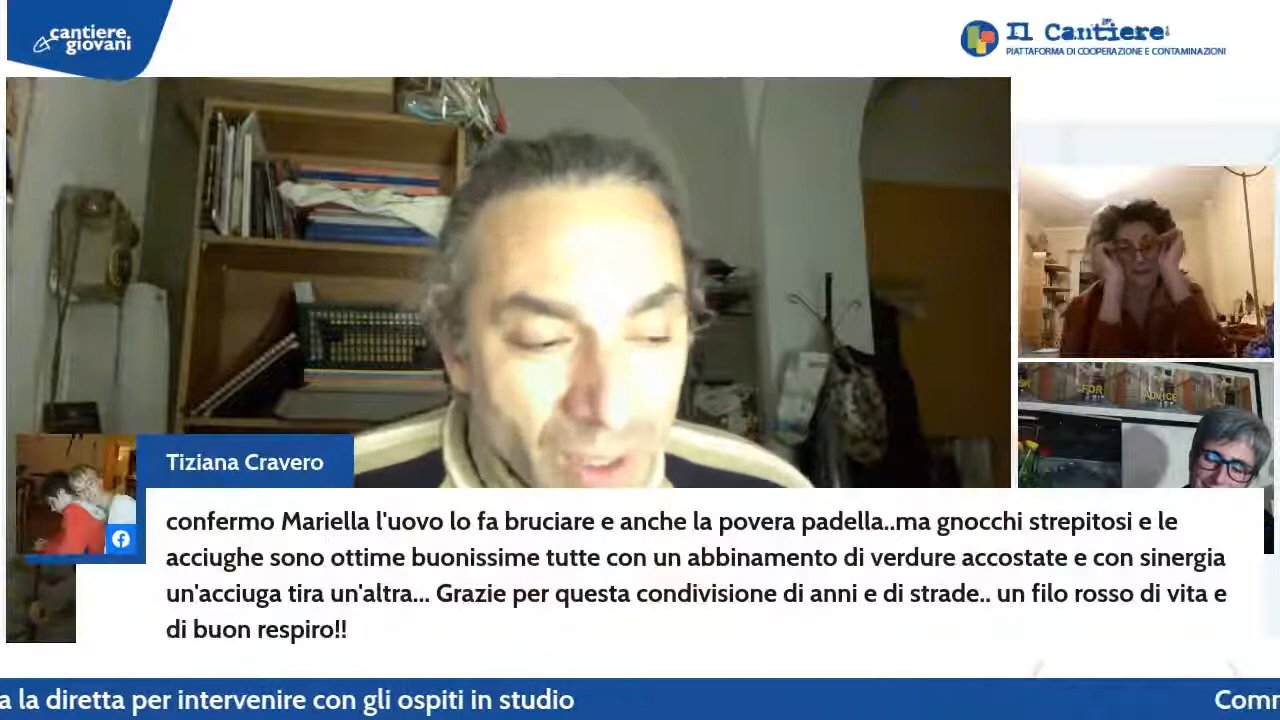 cantiere
giovani
Il Cantiere
PIATTAFORMA DI COOPERAZIONE E CONTAMINAZIONI
FOR
ADVICE
Tiziana Cravero
confermo Mariella l'uovo lo fa bruciare e anche la povera padella..ma gnocchi strepitosi e le
acciughe sono ottime buonissime tutte con un abbinamento di verdure accostate e con sinergia
un'acciuga tira un'altra... Grazie per questa condivisione di anni e di strade.. un filo rosso di vita e
di buon respiro!!
a la diretta per intervenire con gli ospiti in studio
Comm